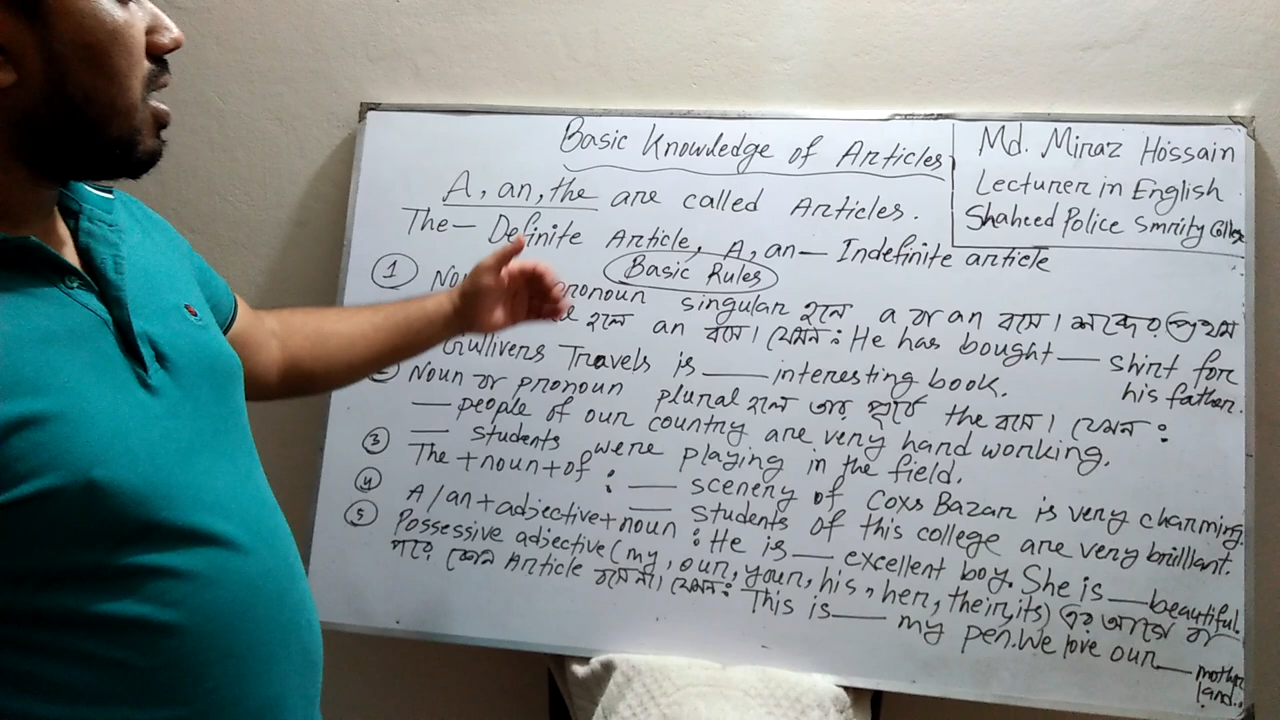 Basic Knowledge of Articles
Md. Miraz Hossain
Lecturer in English
Shaheed Police Smrity College
A, an, the are called Articles.
The — Definite Article, A, an — Indefinite article
Basic Rules
① pronoun singular হলে a or an বসে। শব্দের প্রথম
হলে an বসে। যেমন: He has bought — shirt for his father.
Gullivers Travels is — interesting book.
Noun or pronoun plural হলে তার পূর্বে the বসে। যেমন:
— people of our country are very hard working.
— students were playing in the field.
③ The + noun + of : — scenery of Coxs Bazar is very charming.
— students of this college are very brilliant.
④ A/an + adjective + noun : He is — excellent boy. She is — beautiful.
⑤ Possessive adjective (my, our, your, his, her, their, its) এর আগে বা
পরে কোন Article বসে না। যেমন: This is — my pen. We love our — mother land.